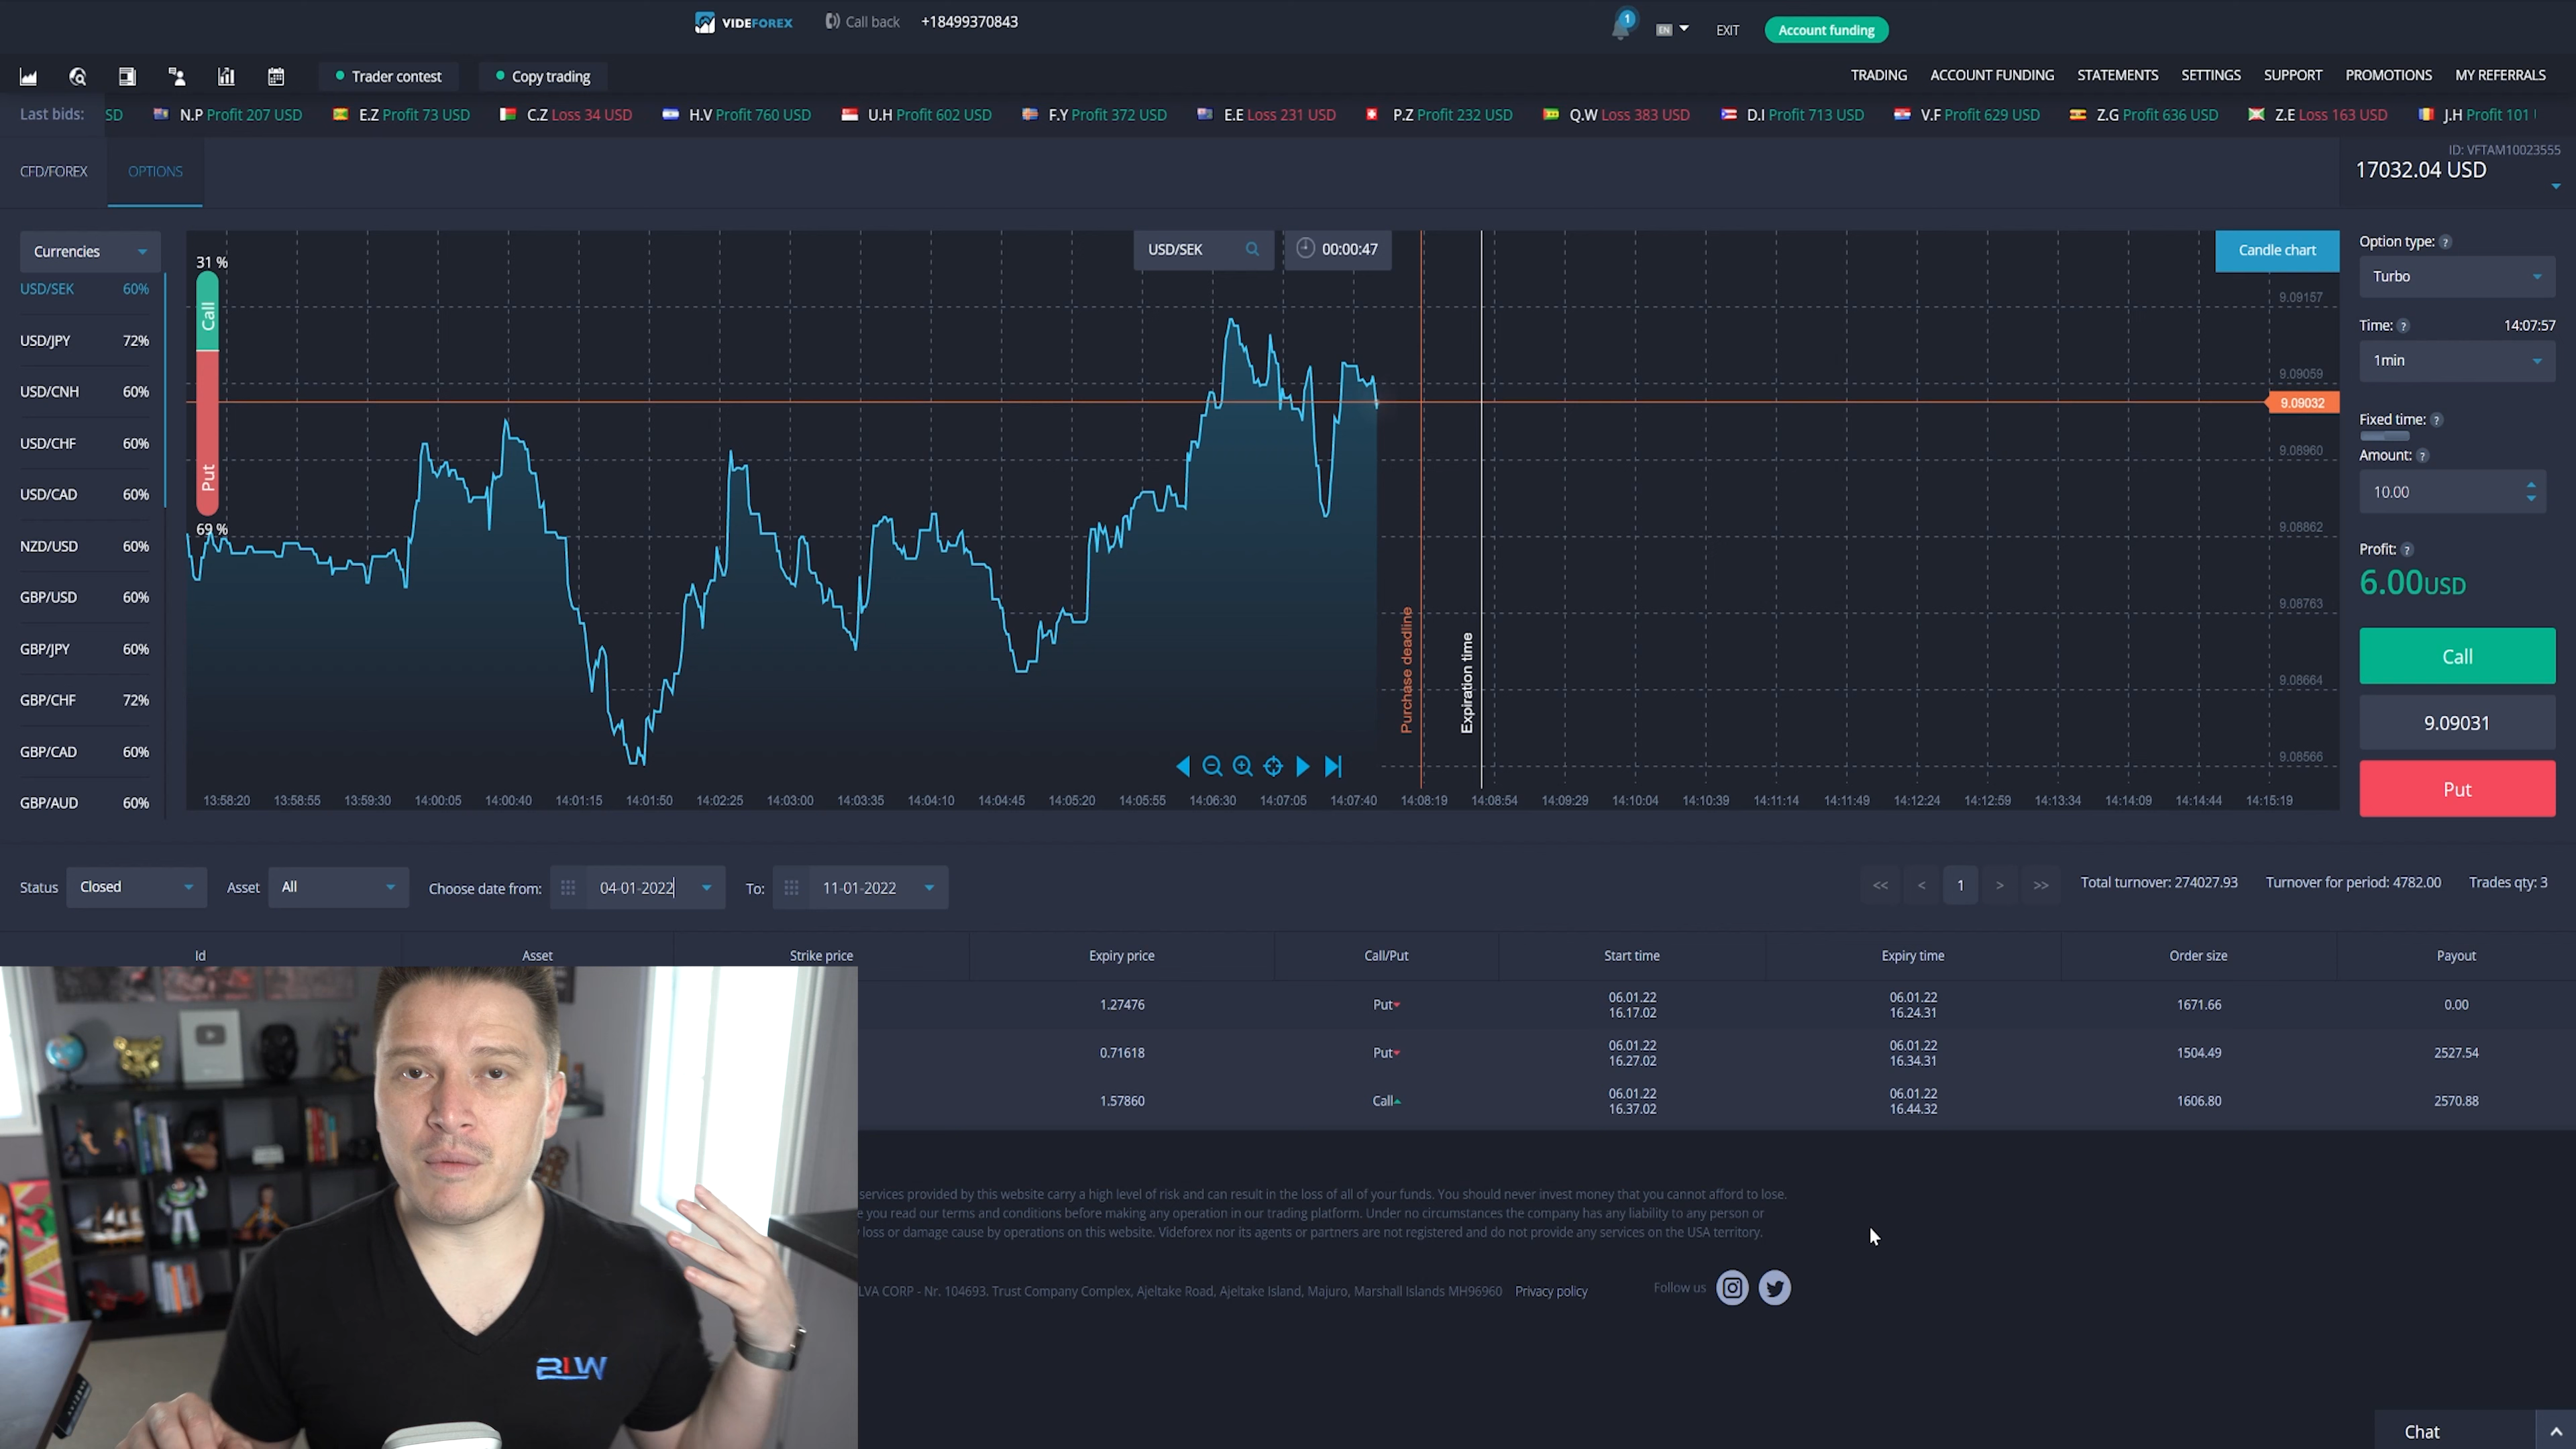 VIDEFOREX
Call back
+18499370843
1
EN
EXIT
Account funding
Trader contest
Copy trading
TRADING
ACCOUNT FUNDING
STATEMENTS
SETTINGS
SUPPORT
PROMOTIONS
MY REFERRALS
Last bids:
SD
N.P Profit 207 USD
E.Z Profit 73 USD
C.Z Loss 34 USD
H.V Profit 760 USD
U.H Profit 602 USD
F.Y Profit 372 USD
E.E Loss 231 USD
P.Z Profit 232 USD
Q.W Loss 383 USD
D.I Profit 713 USD
V.F Profit 629 USD
Z.G Profit 636 USD
Z.E Loss 163 USD
J.H Profit 101
CFD/FOREX
OPTIONS
ID: VFTAM10023555
17032.04 USD
Currencies
USD/SEK 60%
USD/JPY 72%
USD/CNH 60%
USD/CHF 60%
USD/CAD 60%
NZD/USD 60%
GBP/USD 60%
GBP/JPY 60%
GBP/CHF 72%
GBP/CAD 60%
GBP/AUD 60%
31 %
Call
Put
69 %
USD/SEK
00:00:47
Candle chart
9.09157
9.09059
9.09032
9.08960
9.08862
9.08763
9.08664
9.08566
Purchase deadline
Expiration time
13:58:20 13:58:55 13:59:30 14:00:05 14:00:40 14:01:15 14:01:50 14:02:25 14:03:00 14:03:35 14:04:10 14:04:45 14:05:20 14:05:55 14:06:30 14:07:05 14:07:40 14:08:19 14:08:54 14:09:29 14:10:04 14:10:39 14:11:14 14:11:49 14:12:24 14:12:59 14:13:34 14:14:09 14:14:44 14:15:19
Option type: ?
Turbo
Time: ? 14:07:57
1min
Fixed time: ?
Amount: ?
10.00
Profit: ?
6.00USD
Call
9.09031
Put
Status Closed Asset All Choose date from: 04-01-2022 To: 11-01-2022
<< < 1 > >>
Total turnover: 274027.93 Turnover for period: 4782.00 Trades qty: 3
Id Asset Strike price Expiry price Call/Put Start time Expiry time Order size Payout
1.27476 Put 06.01.22 16.17.02 06.01.22 16.24.31 1671.66 0.00
0.71618 Put 06.01.22 16.27.02 06.01.22 16.34.31 1504.49 2527.54
1.57860 Call 06.01.22 16.37.02 06.01.22 16.44.32 1606.80 2570.88
services provided by this website carry a high level of risk and can result in the loss of all of your funds. You should never invest money that you cannot afford to lose.
e you read our terms and conditions before making any operation in our trading platform. Under no circumstances the company has any liability to any person or
loss or damage cause by operations on this website. Videforex nor its agents or partners are not registered and do not provide any services on the USA territory.
LVA CORP - Nr. 104693. Trust Company Complex, Ajeltake Road, Ajeltake Island, Majuro, Marshall Islands MH96960 Privacy policy
Follow us
BLW
Chat